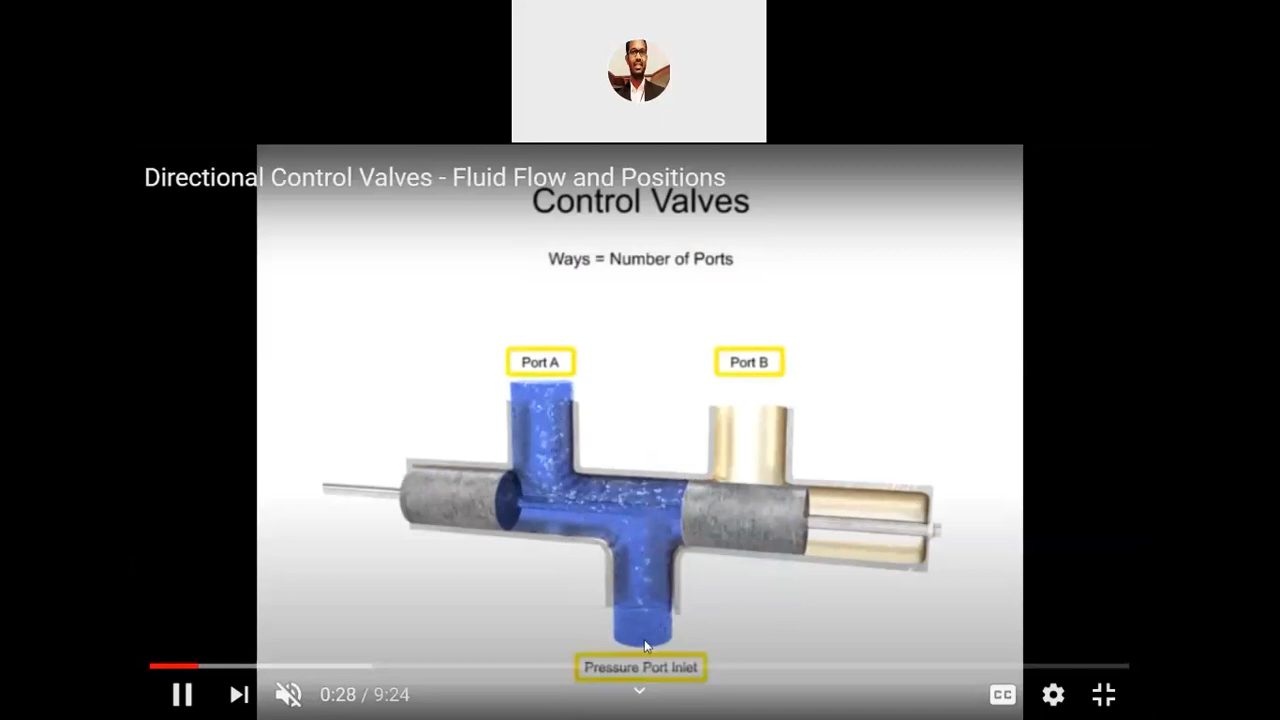 Directional Control Valves - Fluid Flow and Positions
Control Valves
Ways = Number of Ports
Port A
Port B
Pressure Port Inlet
0:28 / 9:24
CC